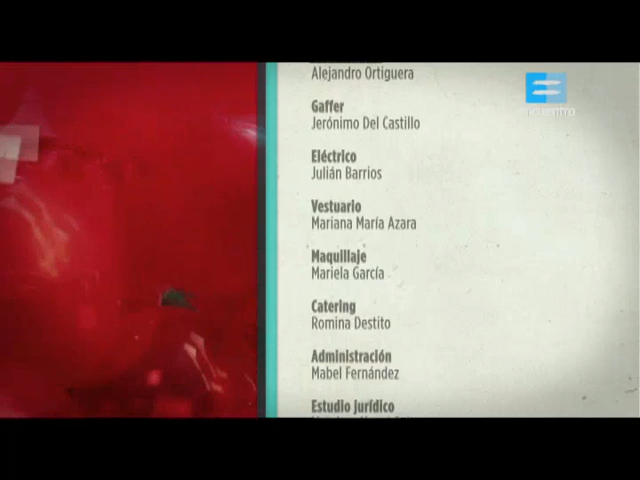 Alejandro Ortiguera
Gaffer
Jerónimo Del Castillo
Eléctrico
Julián Barrios
Vestuario
Mariana María Azara
Maquillaje
Mariela García
Catering
Romina Destito
Administración
Mabel Fernández
Estudio jurídico